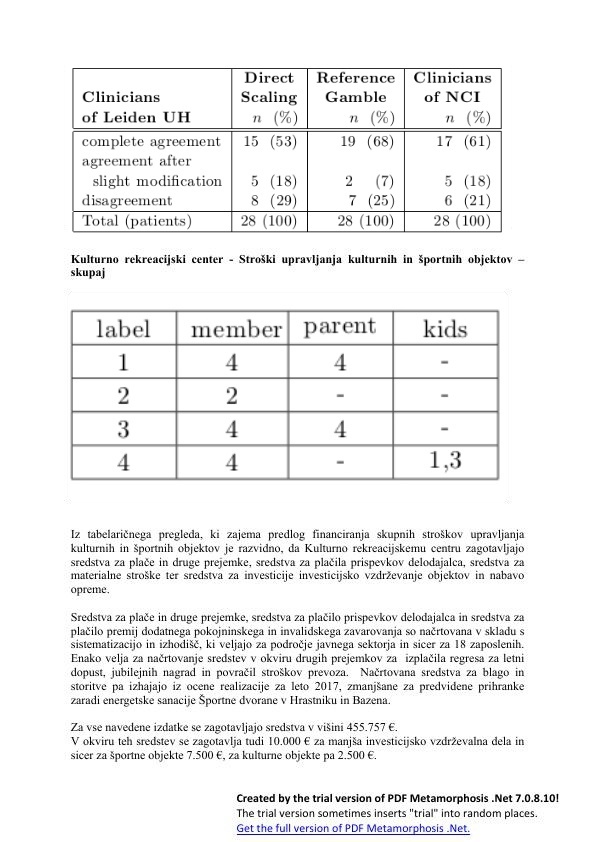 Direct Reference Clinicians
Clinicians Scaling Gamble of NCI
of Leiden UH n (%) n (%) n (%)
complete agreement 15 (53) 19 (68) 17 (61)
agreement after
slight modification 5 (18) 2 (7) 5 (18)
disagreement 8 (29) 7 (25) 6 (21)
Total (patients) 28 (100) 28 (100) 28 (100)
Kulturno rekreacijski center - Stroški upravljanja kulturnih in športnih objektov –
skupaj
label member parent kids
1 4 4 -
2 2 - -
3 4 4 -
4 4 - 1,3
Iz tabelaričnega pregleda, ki zajema predlog financiranja skupnih stroškov upravljanja
kulturnih in športnih objektov je razvidno, da Kulturno rekreacijskemu centru zagotavljajo
sredstva za plače in druge prejemke, sredstva za plačila prispevkov delodajalca, sredstva za
materialne stroške ter sredstva za investicije investicijsko vzdrževanje objektov in nabavo
opreme.
Sredstva za plače in druge prejemke, sredstva za plačilo prispevkov delodajalca in sredstva za
plačilo premij dodatnega pokojninskega in invalidskega zavarovanja so načrtovana v skladu s
sistematizacijo in izhodišč, ki veljajo za področje javnega sektorja in sicer za 18 zaposlenih.
Enako velja za načrtovanje sredstev v okviru drugih prejemkov za izplačila regresa za letni
dopust, jubilejnih nagrad in povračil stroškov prevoza. Načrtovana sredstva za blago in
storitve pa izhajajo iz ocene realizacije za leto 2017, zmanjšane za predvidene prihranke
zaradi energetske sanacije Športne dvorane v Hrastniku in Bazena.
Za vse navedene izdatke se zagotavljajo sredstva v višini 455.757 €.
V okviru teh sredstev se zagotavlja tudi 10.000 € za manjša investicijsko vzdrževalna dela in
sicer za športne objekte 7.500 €, za kulturne objekte pa 2.500 €.
Created by the trial version of PDF Metamorphosis .Net 7.0.8.10!
The trial version sometimes inserts "trial" into random places.
Get the full version of PDF Metamorphosis .Net.